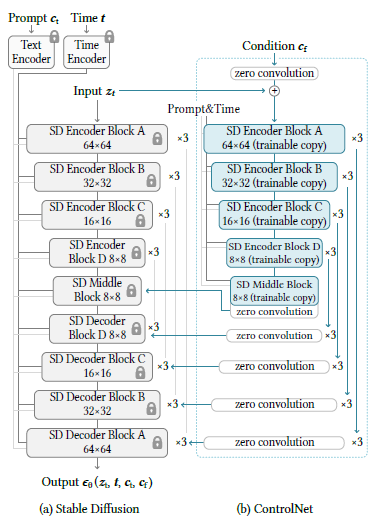 Prompt cₜ Time t
Text Encoder
Time Encoder
Condition c_f
zero convolution
Input zₜ
+
Prompt&Time
SD Encoder Block A
64×64
×3
SD Encoder Block B
32×32
×3
SD Encoder Block C
16×16
×3
SD Encoder
Block D 8×8
×3
SD Middle
Block 8×8
SD Decoder
Block D 8×8
×3
SD Decoder Block C
16×16
×3
SD Decoder Block B
32×32
×3
SD Decoder Block A
64×64
×3
Output ϵθ(zₜ, t, cₜ, c_f)
(a) Stable Diffusion
SD Encoder Block A
64×64 (trainable copy)
×3
SD Encoder Block B
32×32 (trainable copy)
×3
SD Encoder Block C
16×16 (trainable copy)
×3
SD Encoder Block D
8×8 (trainable copy)
×3
SD Middle Block
8×8 (trainable copy)
zero convolution
zero convolution
×3
zero convolution
×3
zero convolution
×3
zero convolution
×3
(b) ControlNet